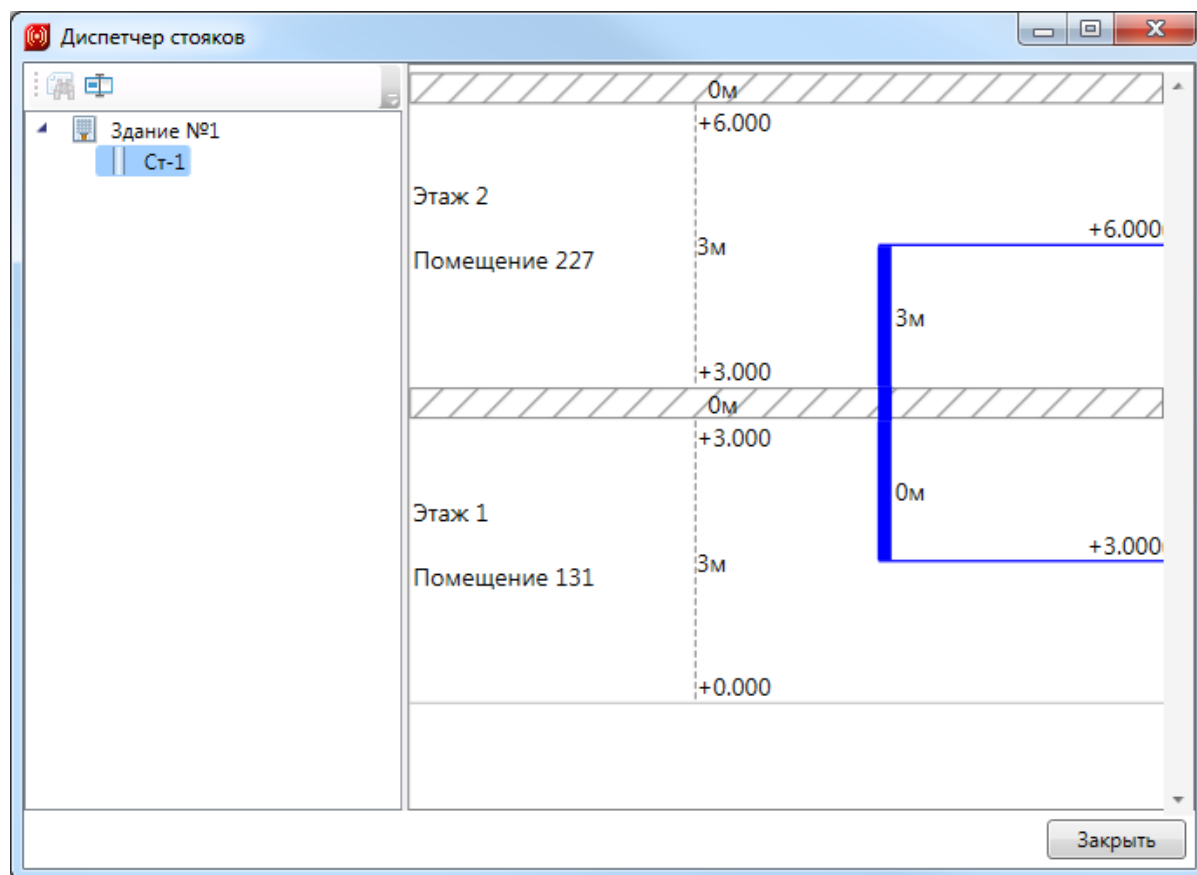 Диспетчер стояков
Здание №1
Ст-1
0м
+6.000
Этаж 2
+6.000
3м
Помещение 227
3м
+3.000
0м
+3.000
0м
Этаж 1
+3.000
3м
Помещение 131
+0.000
Закрыть